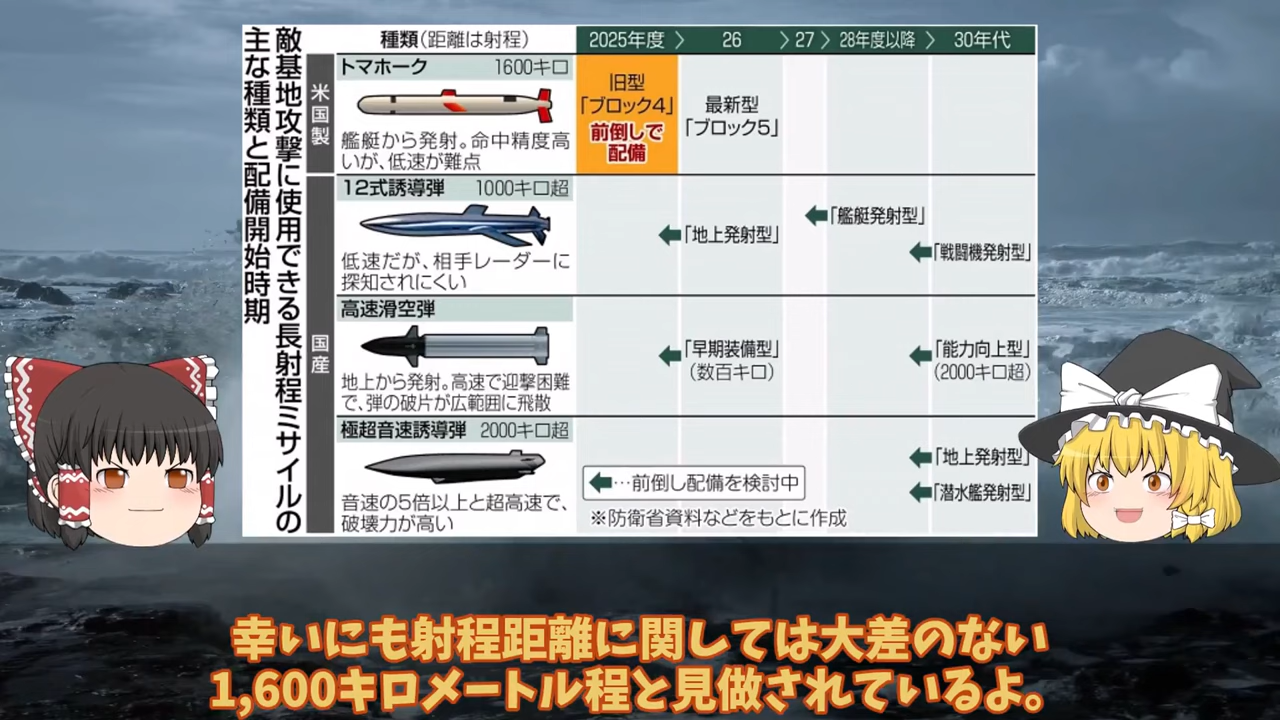 敵基地攻撃に使用できる長射程ミサイルの
主な種類と配備開始時期
種類(距離は射程)
2025年度
26
27
28年度以降
30年代
米国製
トマホーク 1600キロ
艦艇から発射。命中精度高
いが、低速が難点
旧型
「ブロック4」
前倒しで
配備
最新型
「ブロック5」
国産
12式誘導弾 1000キロ超
低速だが、相手レーダーに
探知されにくい
「地上発射型」
「艦艇発射型」
「戦闘機発射型」
高速滑空弾
地上から発射。高速で迎撃困難
で、弾の破片が広範囲に飛散
「早期装備型」
(数百キロ)
「能力向上型」
(2000キロ超)
極超音速誘導弾 2000キロ超
音速の5倍以上と超高速で、
破壊力が高い
「地上発射型」
「潜水艦発射型」
…前倒し配備を検討中
※防衛省資料などをもとに作成
幸いにも射程距離に関しては大差のない
1,600キロメートル程と見做されているよ。